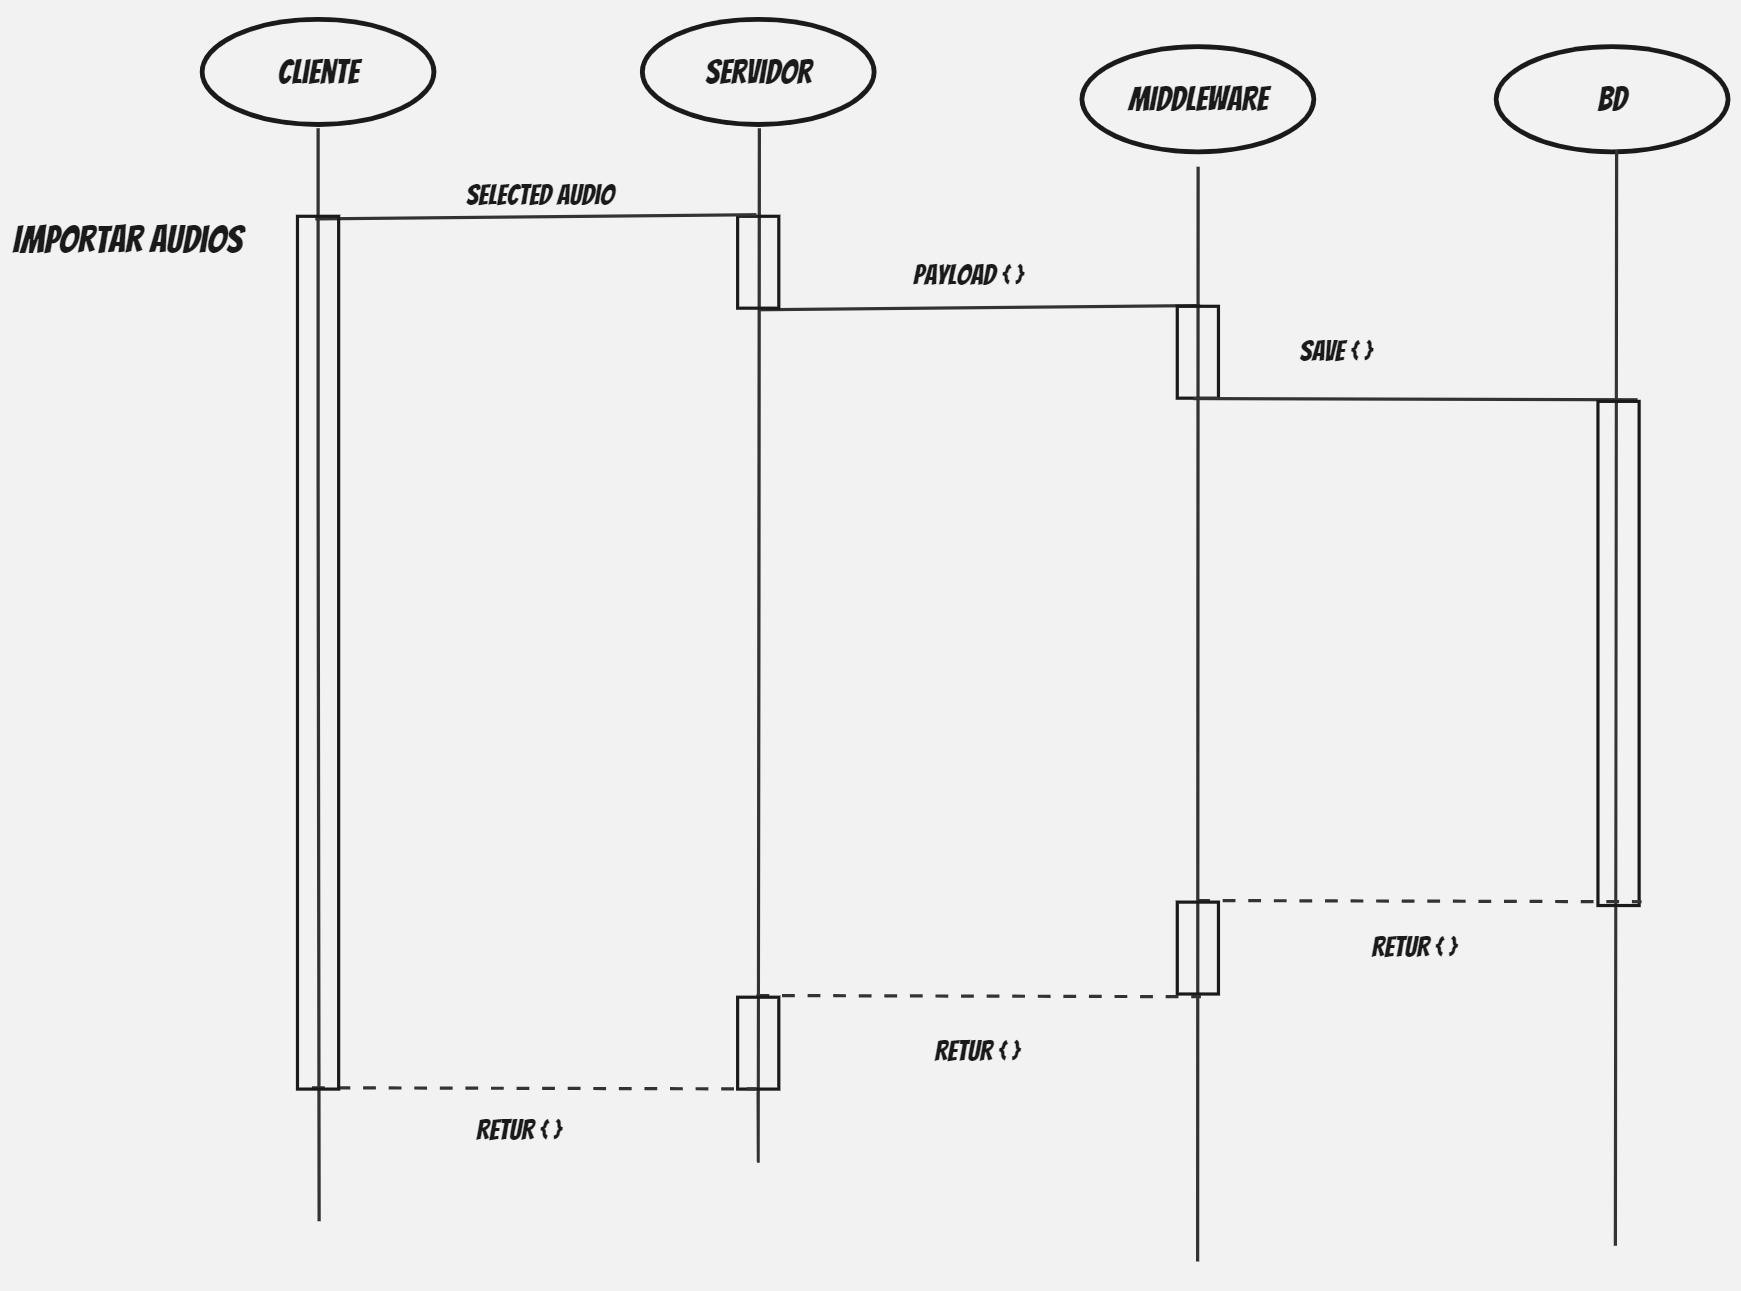 CLIENTE
SERVIDOR
MIDDLEWARE
BD
SELECTED AUDIO
IMPORTAR AUDIOS
PAYLOAD { }
SAVE { }
RETUR { }
RETUR { }
RETUR { }